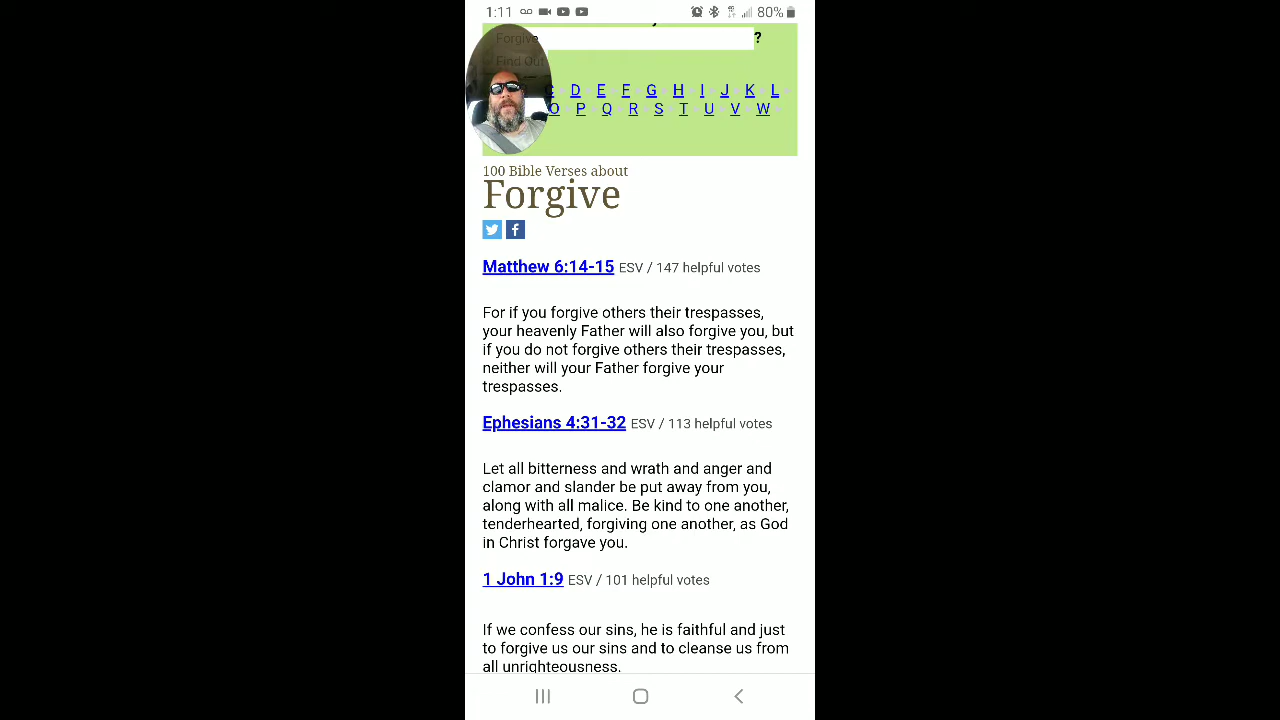 1:11 80%
Forgive ?
Find Out
D E F G H I J K L
O P Q R S T U V W
100 Bible Verses about
Forgive
Matthew 6:14-15 ESV / 147 helpful votes
For if you forgive others their trespasses,
your heavenly Father will also forgive you, but
if you do not forgive others their trespasses,
neither will your Father forgive your
trespasses.
Ephesians 4:31-32 ESV / 113 helpful votes
Let all bitterness and wrath and anger and
clamor and slander be put away from you,
along with all malice. Be kind to one another,
tenderhearted, forgiving one another, as God
in Christ forgave you.
1 John 1:9 ESV / 101 helpful votes
If we confess our sins, he is faithful and just
to forgive us our sins and to cleanse us from
all unrighteousness.